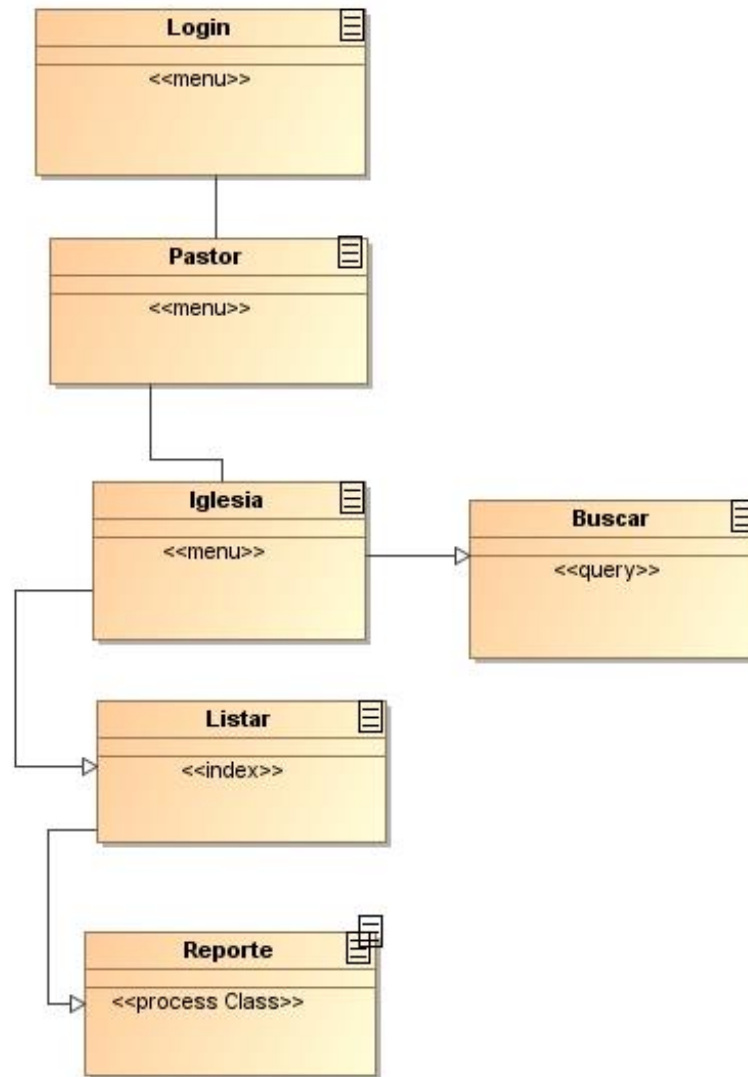 Login
<<menu>>
Pastor
<<menu>>
Iglesia
<<menu>>
Buscar
<<query>>
Listar
<<index>>
Reporte
<<process Class>>